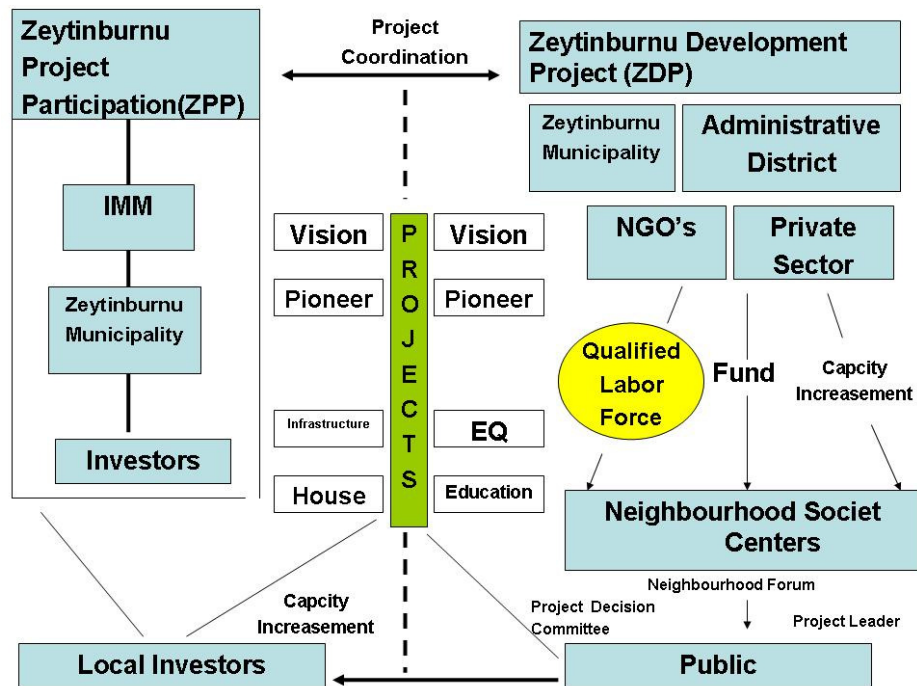 Zeytinburnu
Project
Participation(ZPP)
IMM
Zeytinburnu
Municipality
Investors
Project
Coordination
Zeytinburnu Development
Project (ZDP)
Zeytinburnu
Municipality
Administrative
District
NGO's
Private
Sector
Vision
Pioneer
Infrastructure
House
P
R
O
J
E
C
T
S
Vision
Pioneer
EQ
Education
Qualified
Labor
Force
Fund
Capcity
Increasement
Neighbourhood Societ
Centers
Neighbourhood Forum
Project Decision
Committee
Project Leader
Capcity
Increasement
Local Investors
Public